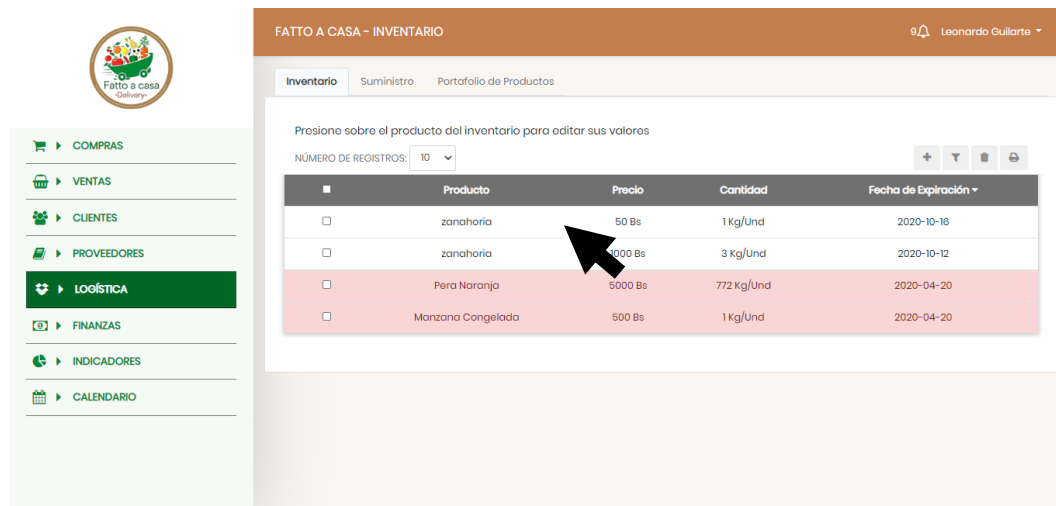 Fatto a casa
-Delivery-
COMPRAS
VENTAS
CLIENTES
PROVEEDORES
LOGÍSTICA
FINANZAS
INDICADORES
CALENDARIO
FATTO A CASA - INVENTARIO
9 Leonardo Guilarte
Inventario Suministro Portafolio de Productos
Presione sobre el producto del inventario para editar sus valores
NÚMERO DE REGISTROS: 10
Producto Precio Cantidad Fecha de Expiración
zanahoria 50 Bs 1 Kg/Und 2020-10-16
zanahoria 1000 Bs 3 Kg/Und 2020-10-12
Pera Naranja 5000 Bs 772 Kg/Und 2020-04-20
Manzana Congelada 500 Bs 1 Kg/Und 2020-04-20